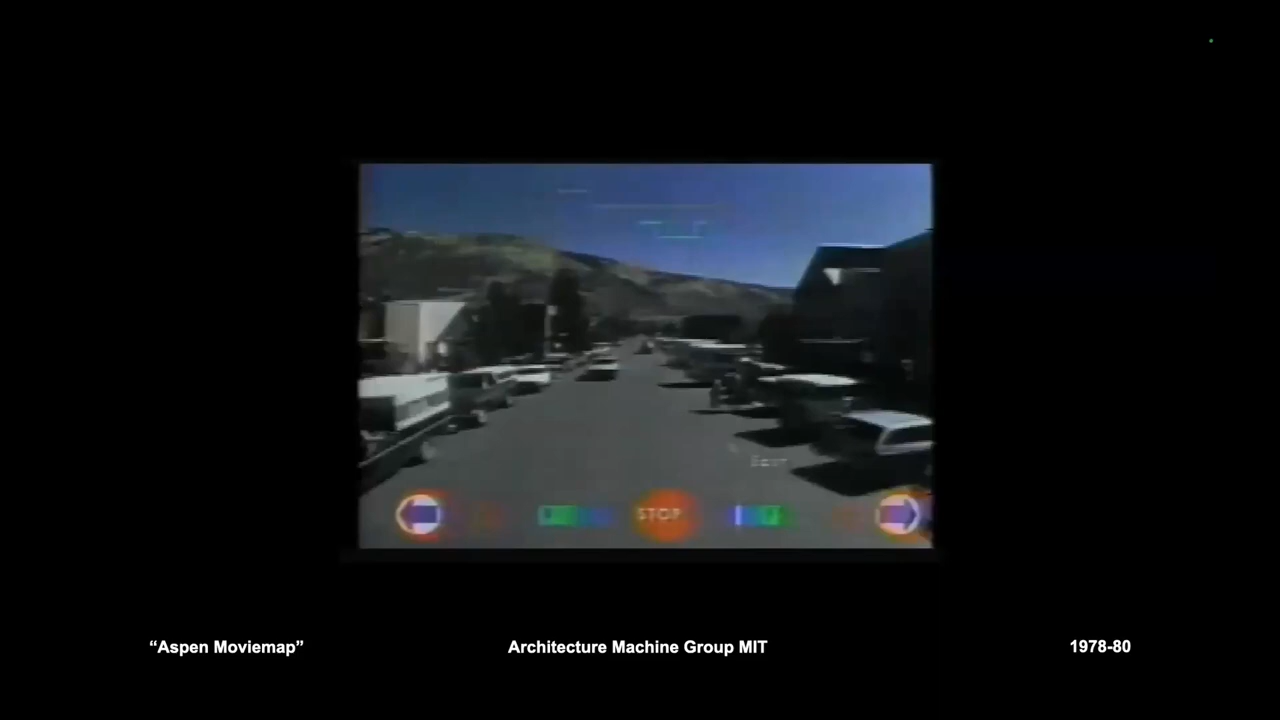 STOP
“Aspen Moviemap”
Architecture Machine Group MIT
1978-80